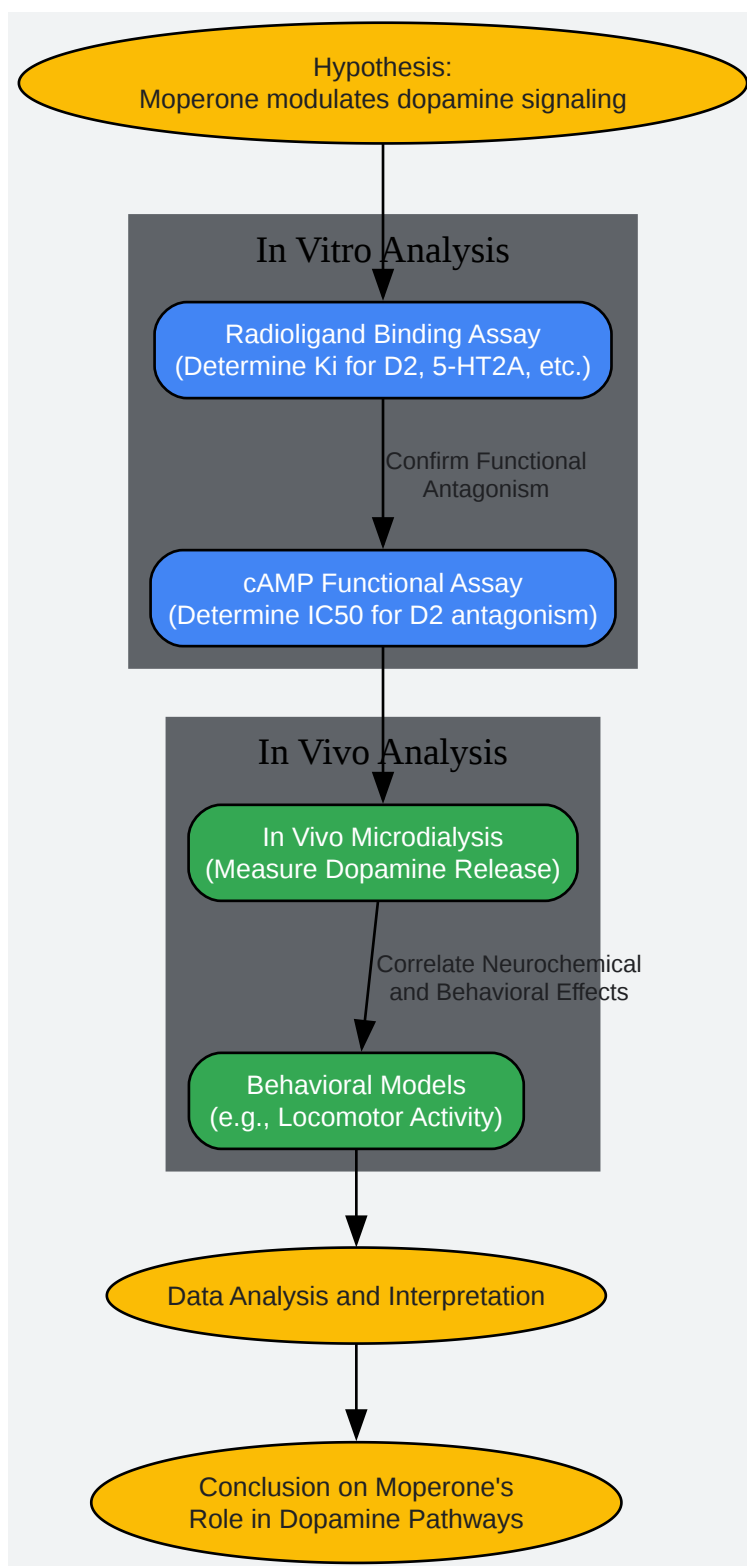 Hypothesis:
Moperone modulates dopamine signaling
In Vitro Analysis
Radioligand Binding Assay
(Determine Ki for D2, 5-HT2A, etc.)
Confirm Functional
Antagonism
cAMP Functional Assay
(Determine IC50 for D2 antagonism)
In Vivo Analysis
In Vivo Microdialysis
(Measure Dopamine Release)
Correlate Neurochemical
and Behavioral Effects
Behavioral Models
(e.g., Locomotor Activity)
Data Analysis and Interpretation
Conclusion on Moperone's
Role in Dopamine Pathways